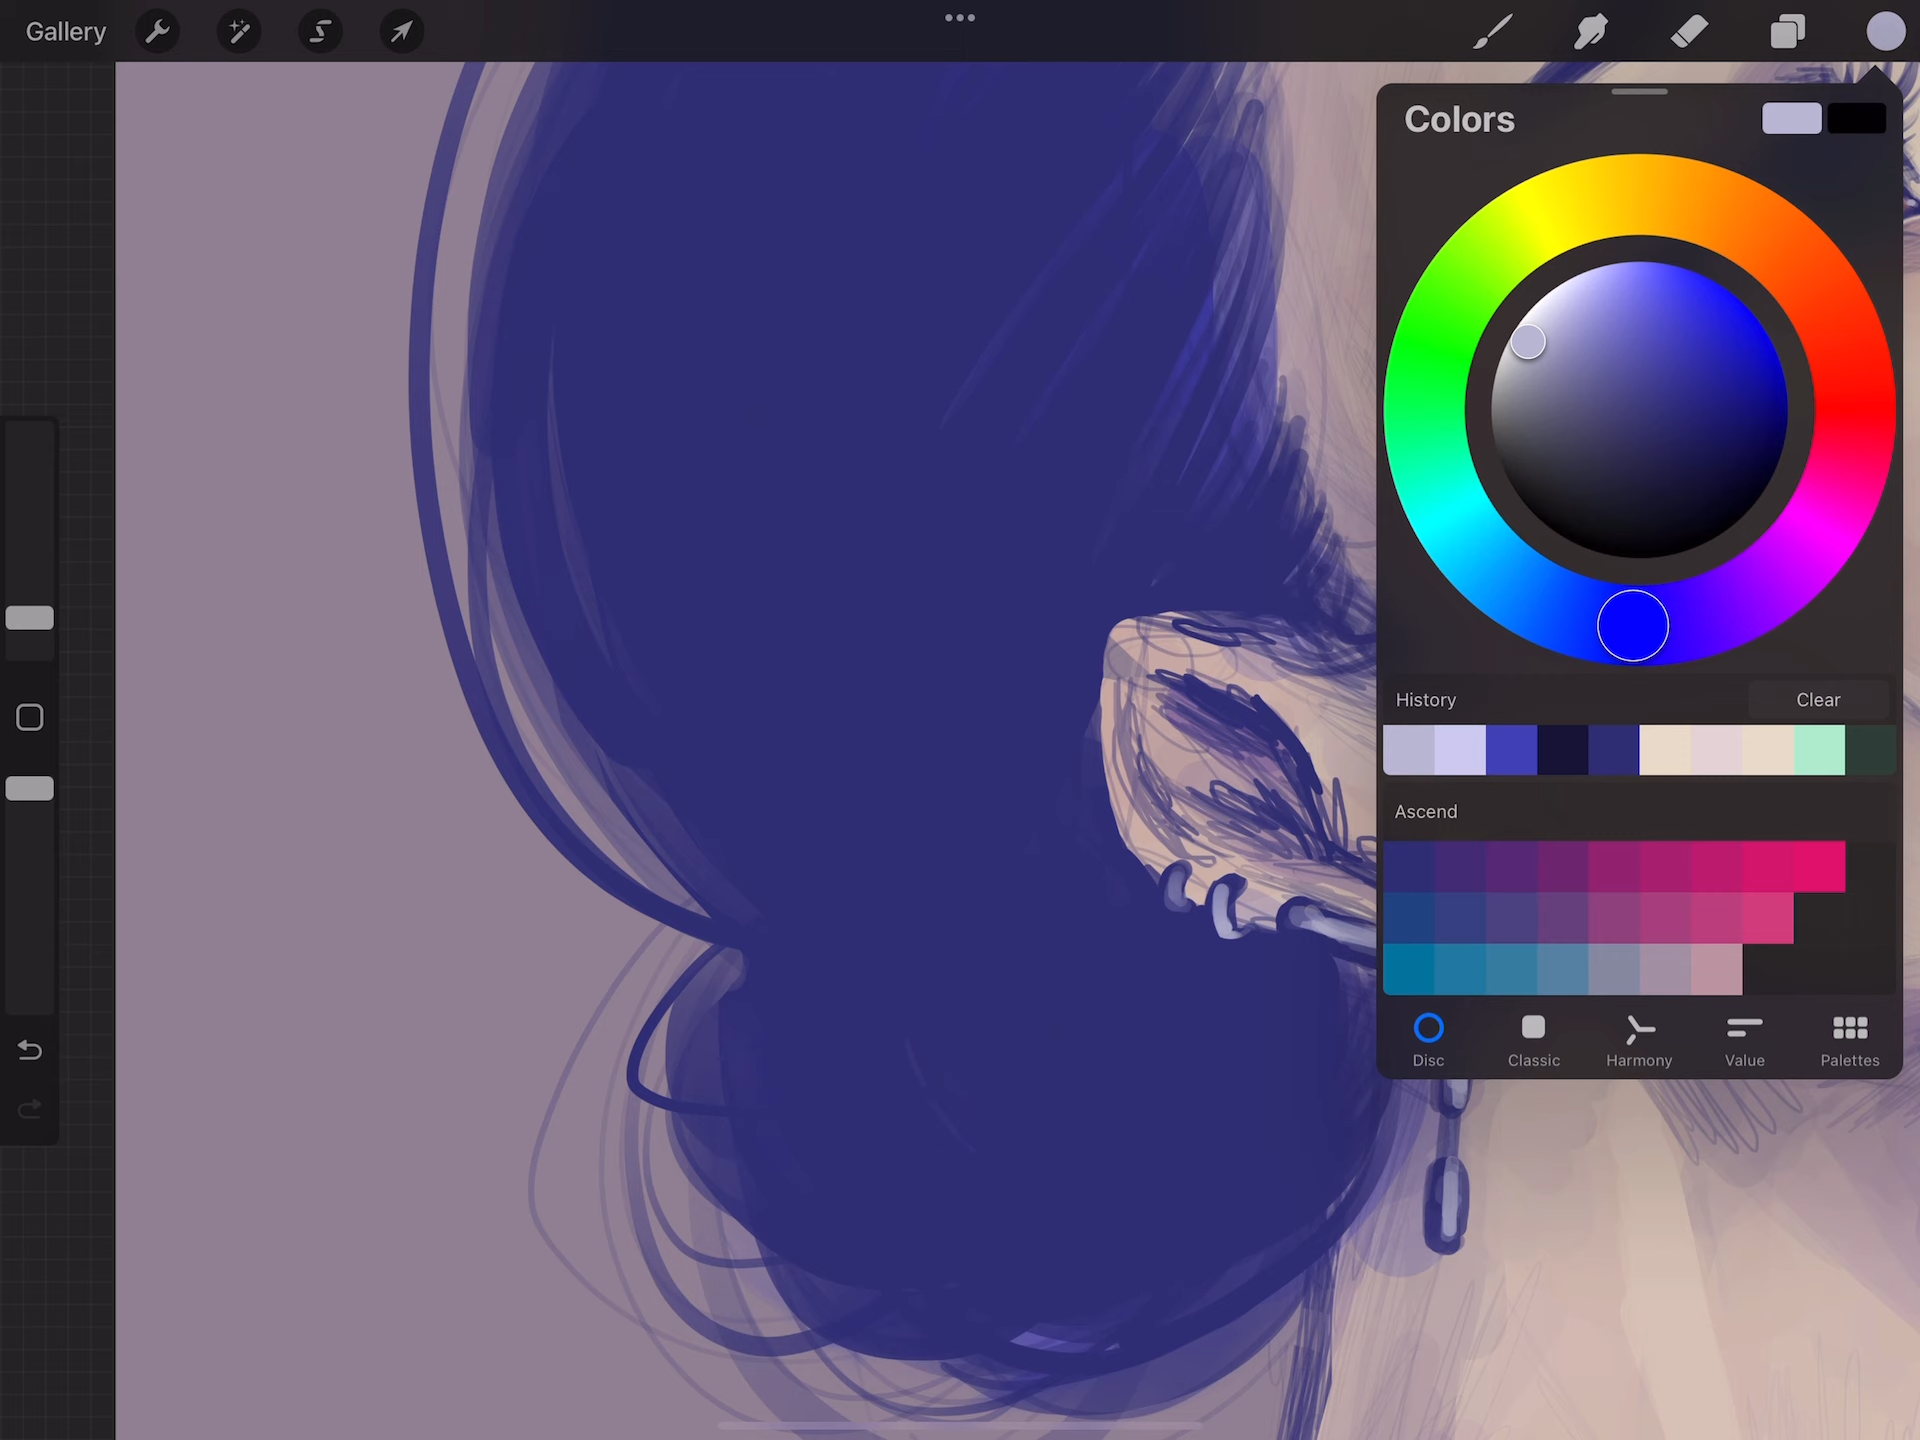 Gallery
Colors
History Clear
Ascend
Disc Classic Harmony Value Palettes